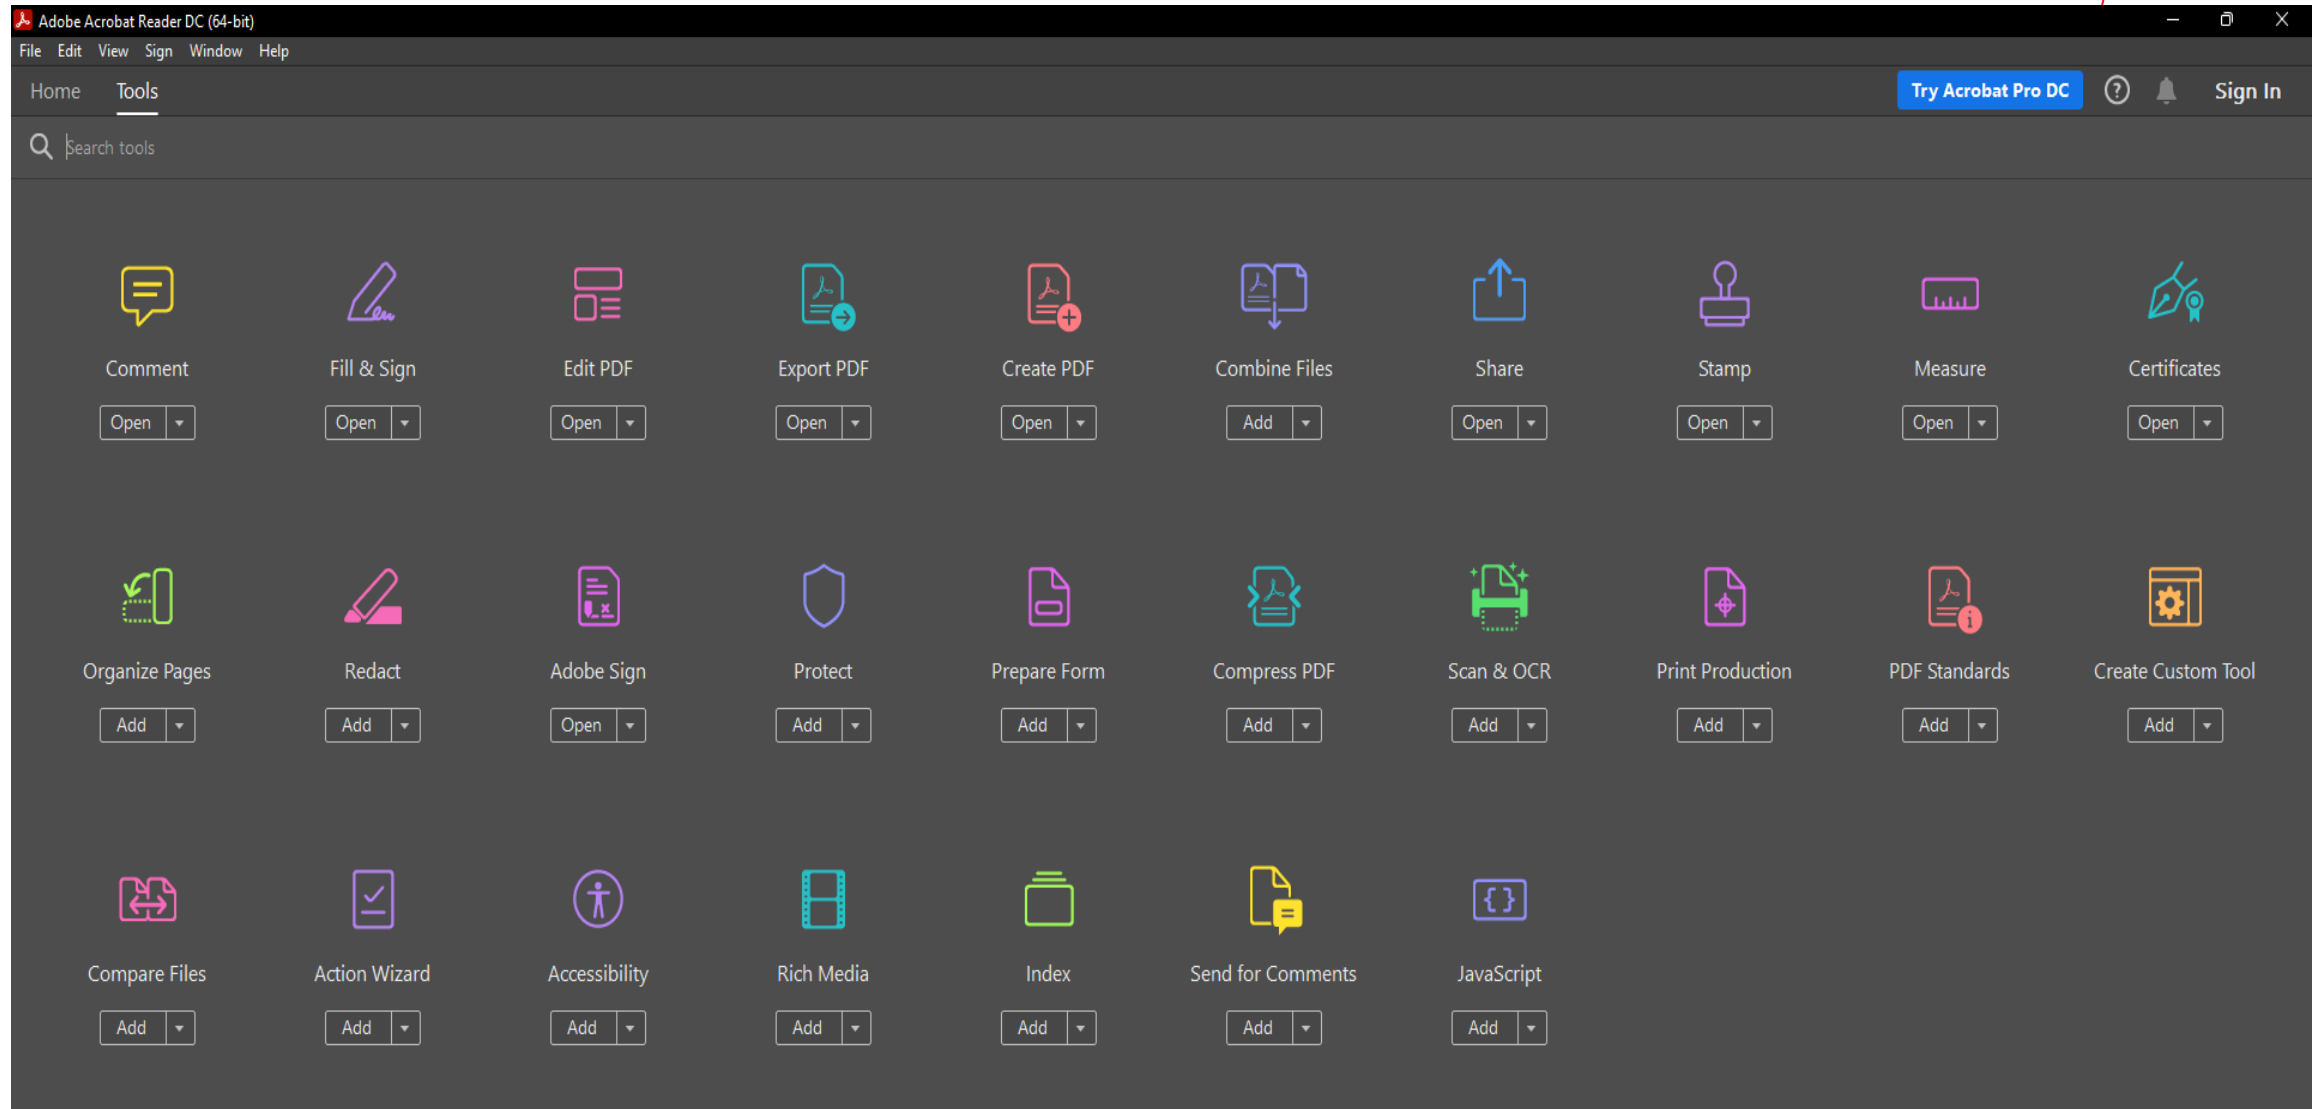 Adobe Acrobat Reader DC (64-bit)
File Edit View Sign Window Help
Home Tools Try Acrobat Pro DC ? Sign In
Search tools
Comment Fill & Sign Edit PDF Export PDF Create PDF Combine Files Share Stamp Measure Certificates
Open Open Open Open Open Add Open Open Open Open
Organize Pages Redact Adobe Sign Protect Prepare Form Compress PDF Scan & OCR Print Production PDF Standards Create Custom Tool
Add Add Open Add Add Add Add Add Add Add
Compare Files Action Wizard Accessibility Rich Media Index Send for Comments JavaScript
Add Add Add Add Add Add Add